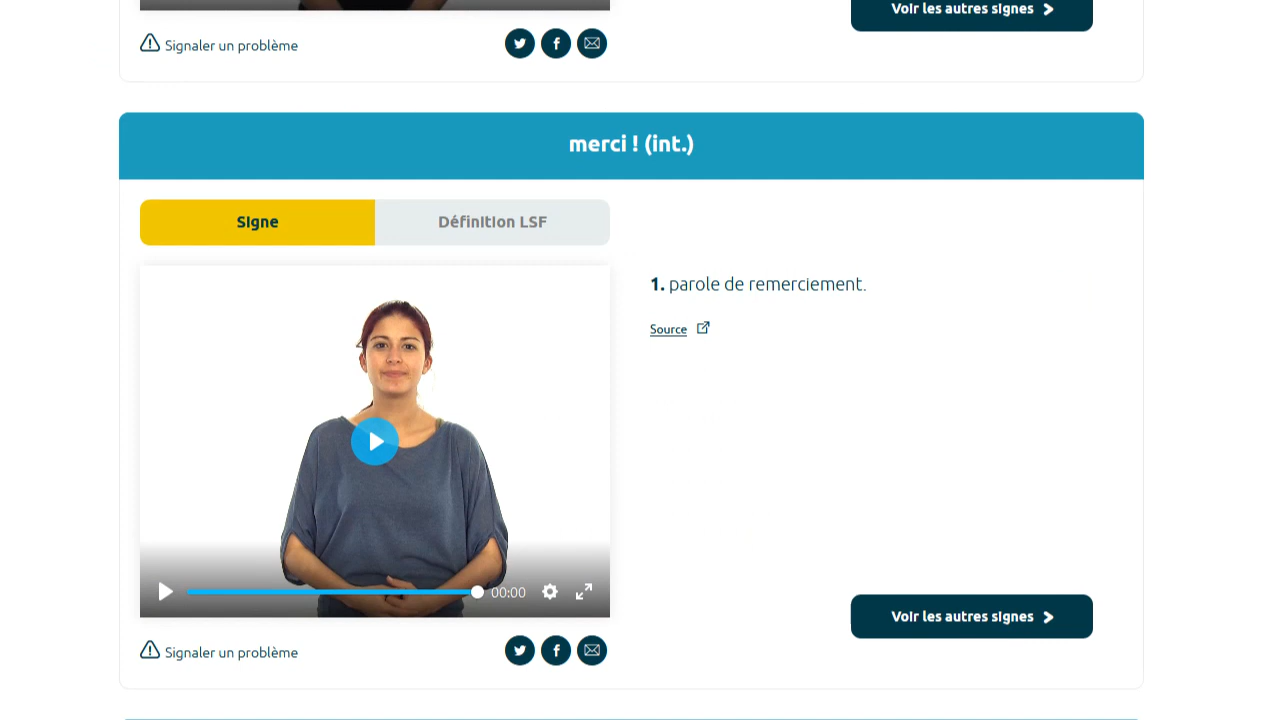 Voir les autres signes
Signaler un problème
merci ! (int.)
Signe
Définition LSF
1. parole de remerciement.
Source
00:00
Voir les autres signes
Signaler un problème